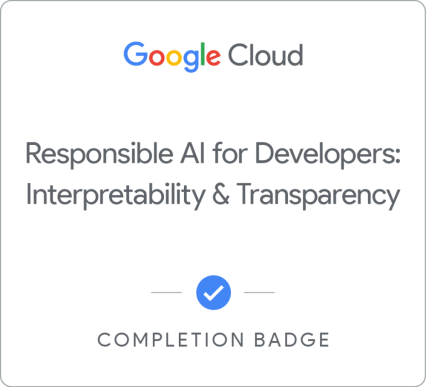 Google Cloud
Responsible AI for Developers:
Interpretability & Transparency
COMPLETION BADGE